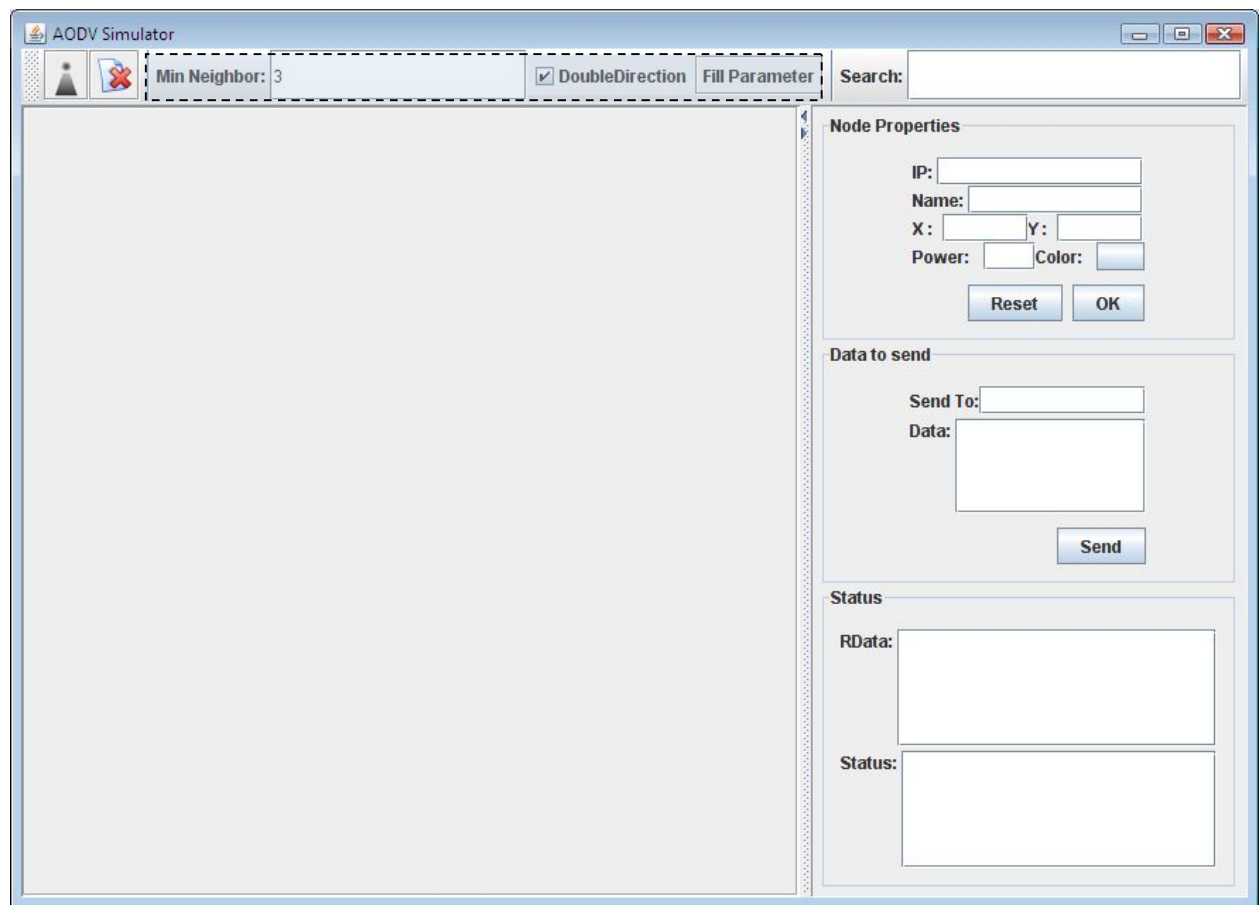 AODV Simulator
Min Neighbor: 3 DoubleDirection Fill Parameter Search:
Node Properties
IP:
Name:
X : Y :
Power: Color:
Reset OK
Data to send
Send To:
Data:
Send
Status
RData:
Status: